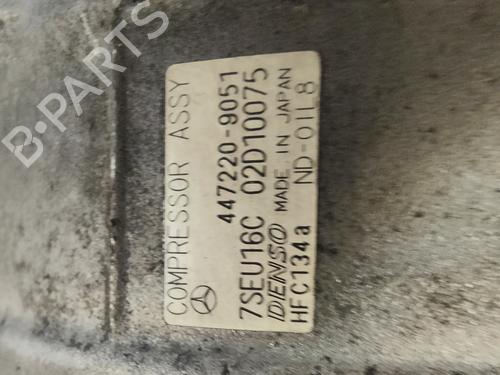 COMPRESSOR ASSY
447220-9051
7SEU16C 02D10075
DENSO MADE IN JAPAN
HFC134a ND-OIL8
B-PARTS